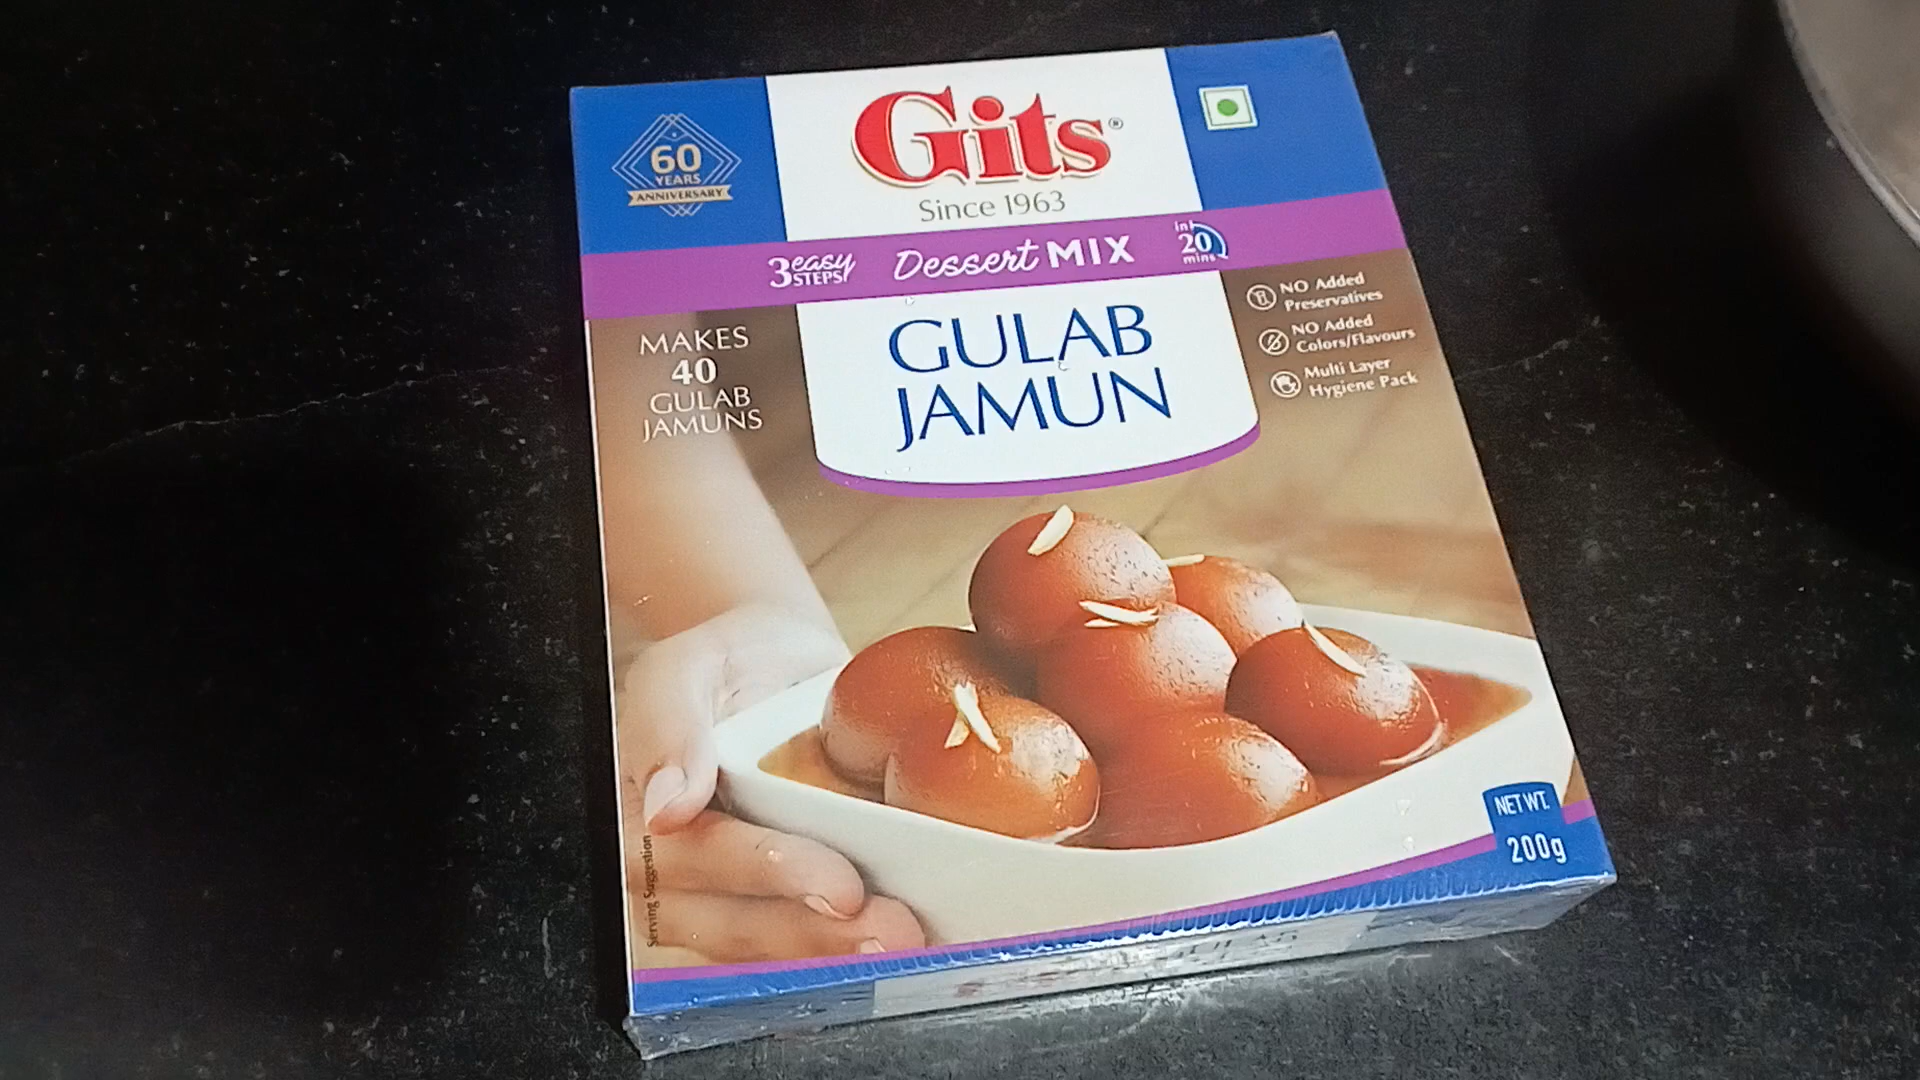 60
YEARS
ANNIVERSARY
Gits®
Since 1963
3 easy STEPS
Dessert MIX
in 20 mins
MAKES
40
GULAB
JAMUNS
GULAB
JAMUN
NO Added
Preservatives
NO Added
Colors/Flavours
Multi Layer
Hygiene Pack
Serving Suggestion
NET WT.
200g